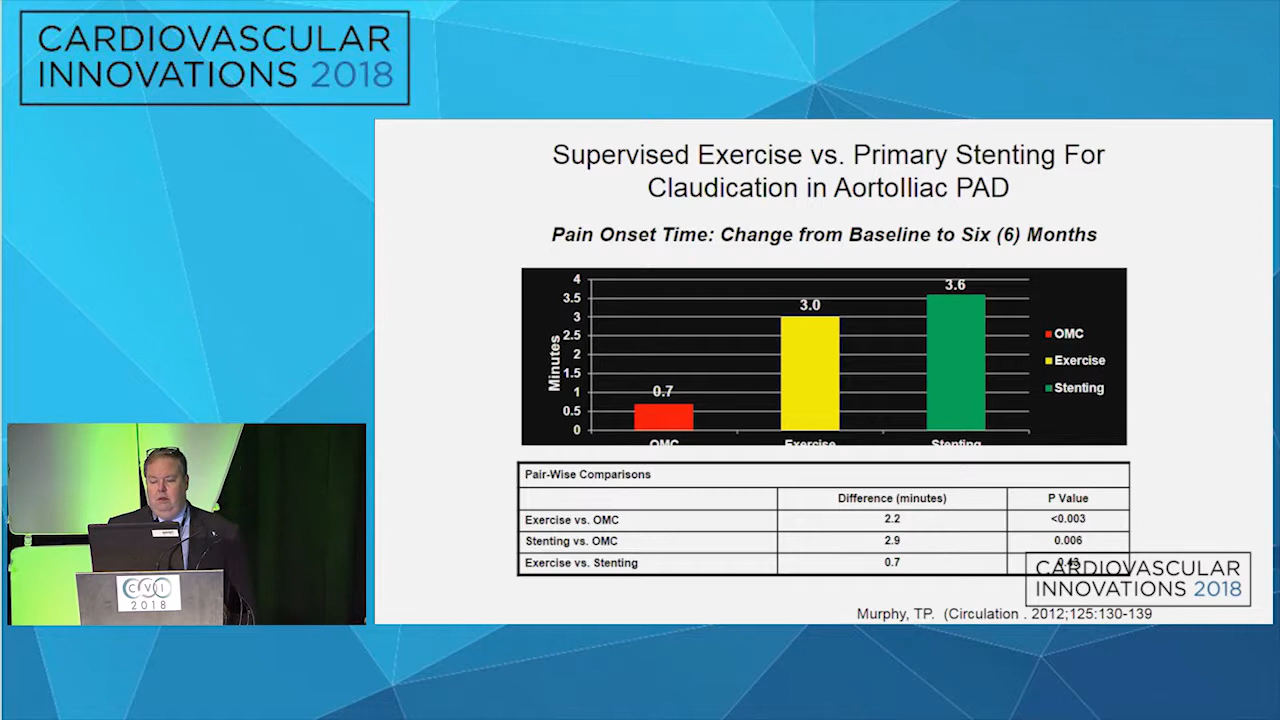 CARDIOVASCULAR
INNOVATIONS 2018
Supervised Exercise vs. Primary Stenting For
Claudication in AortoIliac PAD
Pain Onset Time: Change from Baseline to Six (6) Months
4
3.5
3
2.5
2
1.5
1
0.5
0
Minutes
0.7
3.0
3.6
OMC
Exercise
Stenting
OMC
Exercise
Stenting
Pair-Wise Comparisons
Difference (minutes) P Value
Exercise vs. OMC 2.2 <0.003
Stenting vs. OMC 2.9 0.006
Exercise vs. Stenting 0.7
CARDIOVASCULAR
INNOVATIONS 2018
Murphy, TP. (Circulation . 2012;125:130-139
CVI
2018